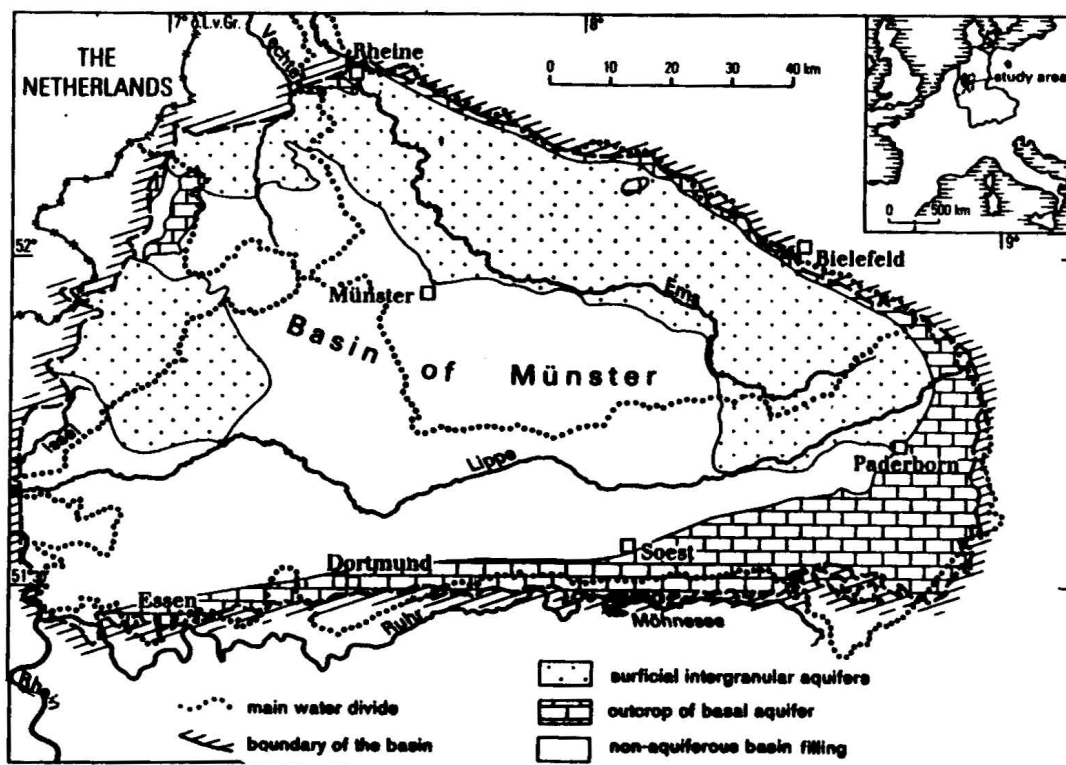 7° ö.L.v.Gr.
8°
THE
NETHERLANDS
Vechte
Rheine
0 10 20 30 40 km
study area
0 500 km
9°
52°
Bielefeld
Münster
Ems
Basin of Münster
Issel
Lippe
Paderborn
Soest
Dortmund
51°30'
Essen
Ruhr
Möhnesee
main water divide
boundary of the basin
surficial intergranular aquifers
outcrop of basal aquifer
non-aquiferous basin filling